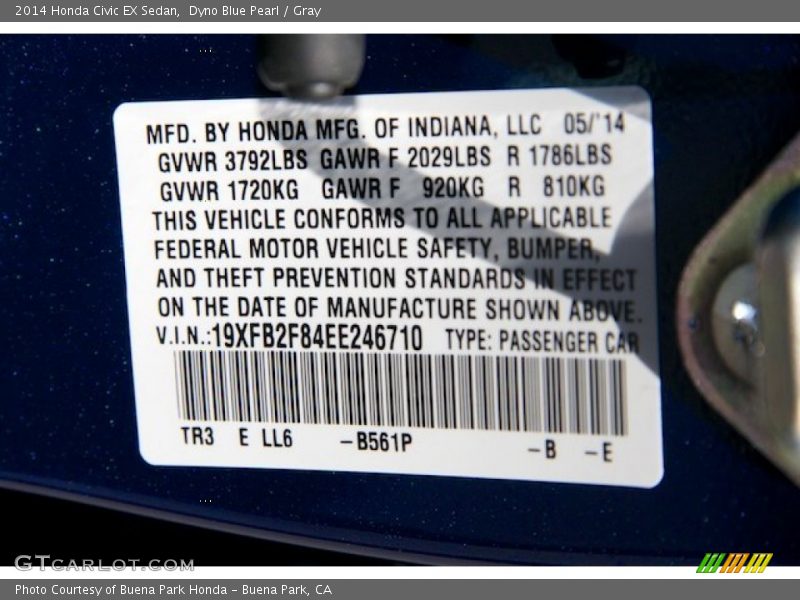 2014 Honda Civic EX Sedan,  Dyno Blue Pearl / Gray
MFD. BY HONDA MFG. OF INDIANA, LLC 05/'14
GVWR 3792LBS GAWR F 2029LBS R 1786LBS
GVWR 1720KG GAWR F 920KG R 810KG
THIS VEHICLE CONFORMS TO ALL APPLICABLE
FEDERAL MOTOR VEHICLE SAFETY, BUMPER,
AND THEFT PREVENTION STANDARDS IN EFFECT
ON THE DATE OF MANUFACTURE SHOWN ABOVE.
V.I.N.:19XFB2F84EE246710 TYPE: PASSENGER CAR
TR3 E LL6 –B561P –B –E
GTCARLOT.COM
Photo Courtesy of Buena Park Honda – Buena Park, CA